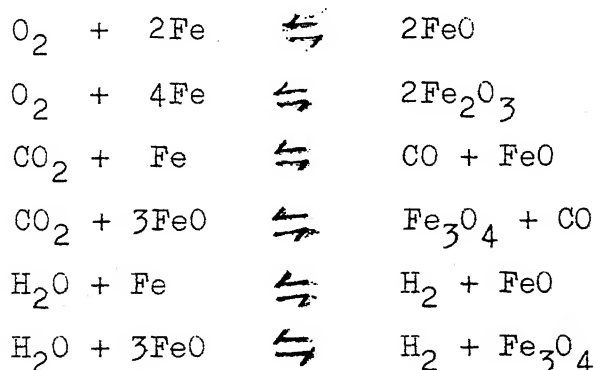 O₂ + 2Fe ⇆ 2FeO
O₂ + 4Fe ⇆ 2Fe₂O₃
CO₂ + Fe ⇆ CO + FeO
CO₂ + 3FeO ⇆ Fe₃O₄ + CO
H₂O + Fe ⇆ H₂ + FeO
H₂O + 3FeO ⇆ H₂ + Fe₃O₄